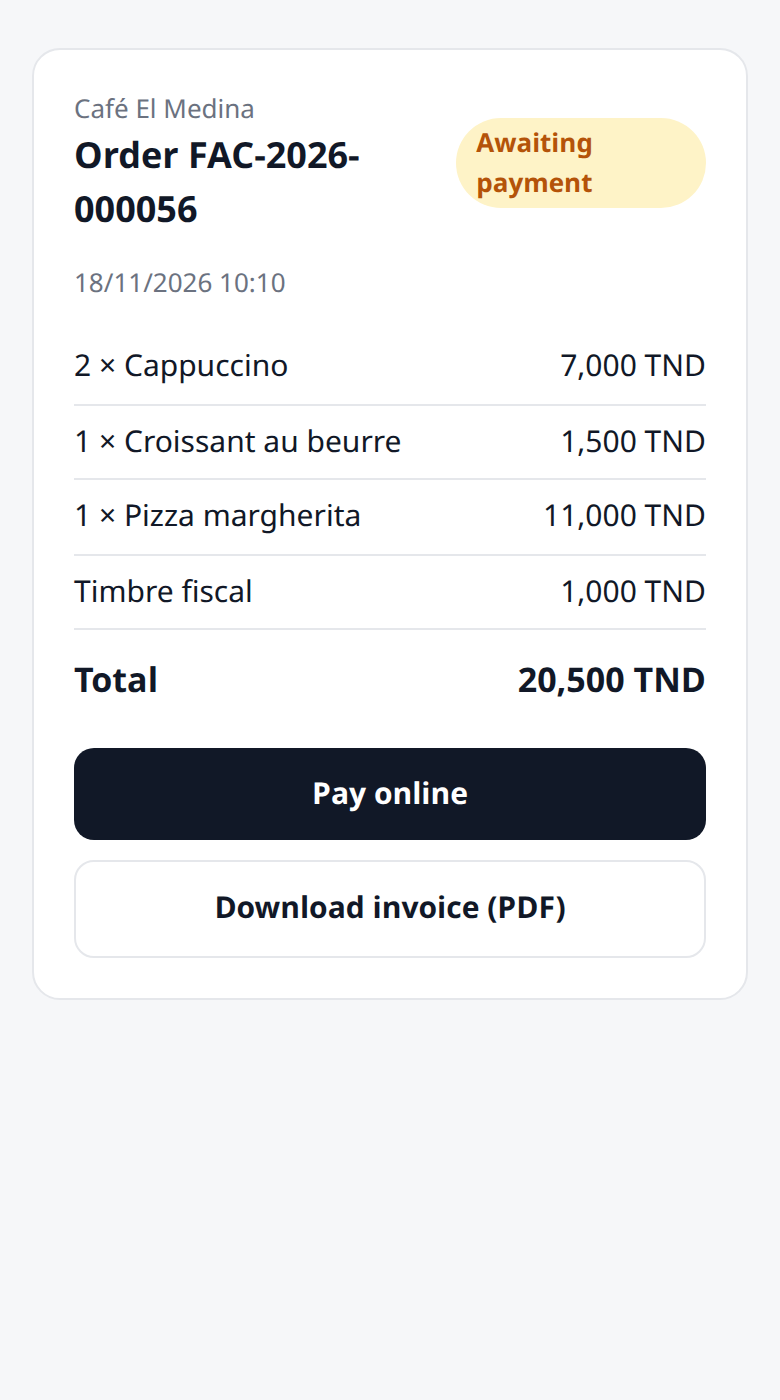 Café El Medina
Order FAC-2026-
000056
Awaiting
payment
18/11/2026 10:10
2 × Cappuccino 7,000 TND
1 × Croissant au beurre 1,500 TND
1 × Pizza margherita 11,000 TND
Timbre fiscal 1,000 TND
Total 20,500 TND
Pay online
Download invoice (PDF)